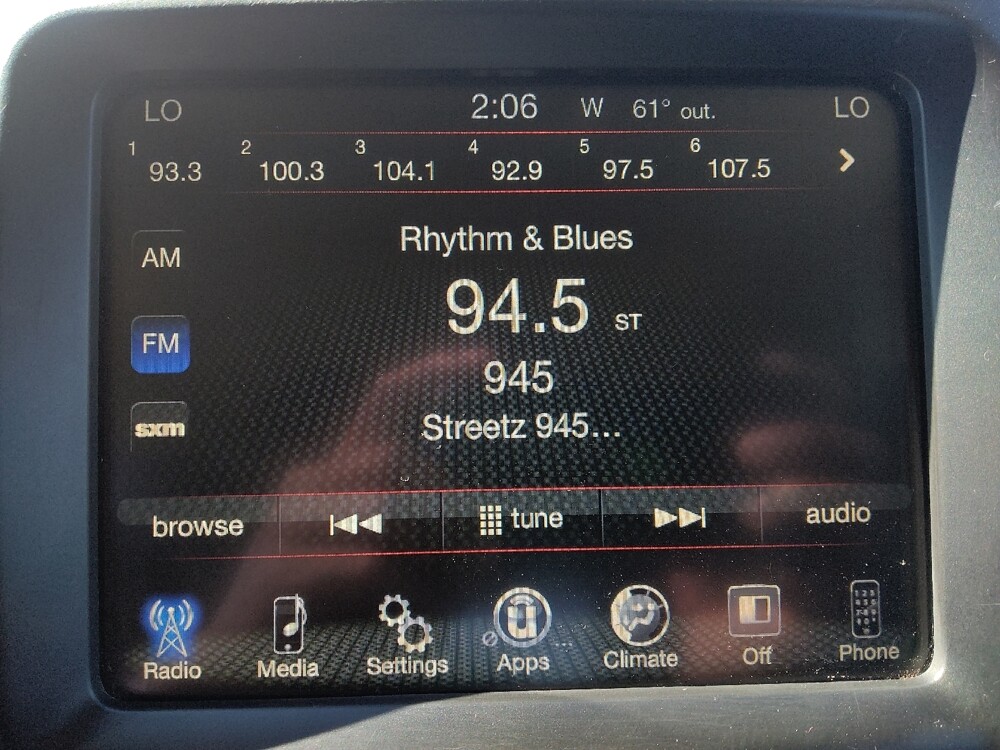 LO 2:06 W 61° out. LO
1 93.3 2 100.3 3 104.1 4 92.9 5 97.5 6 107.5
Rhythm & Blues
AM
94.5 ST
FM
945
sxm
Streetz 945...
browse tune audio
Radio Media Settings Apps Climate Off Phone